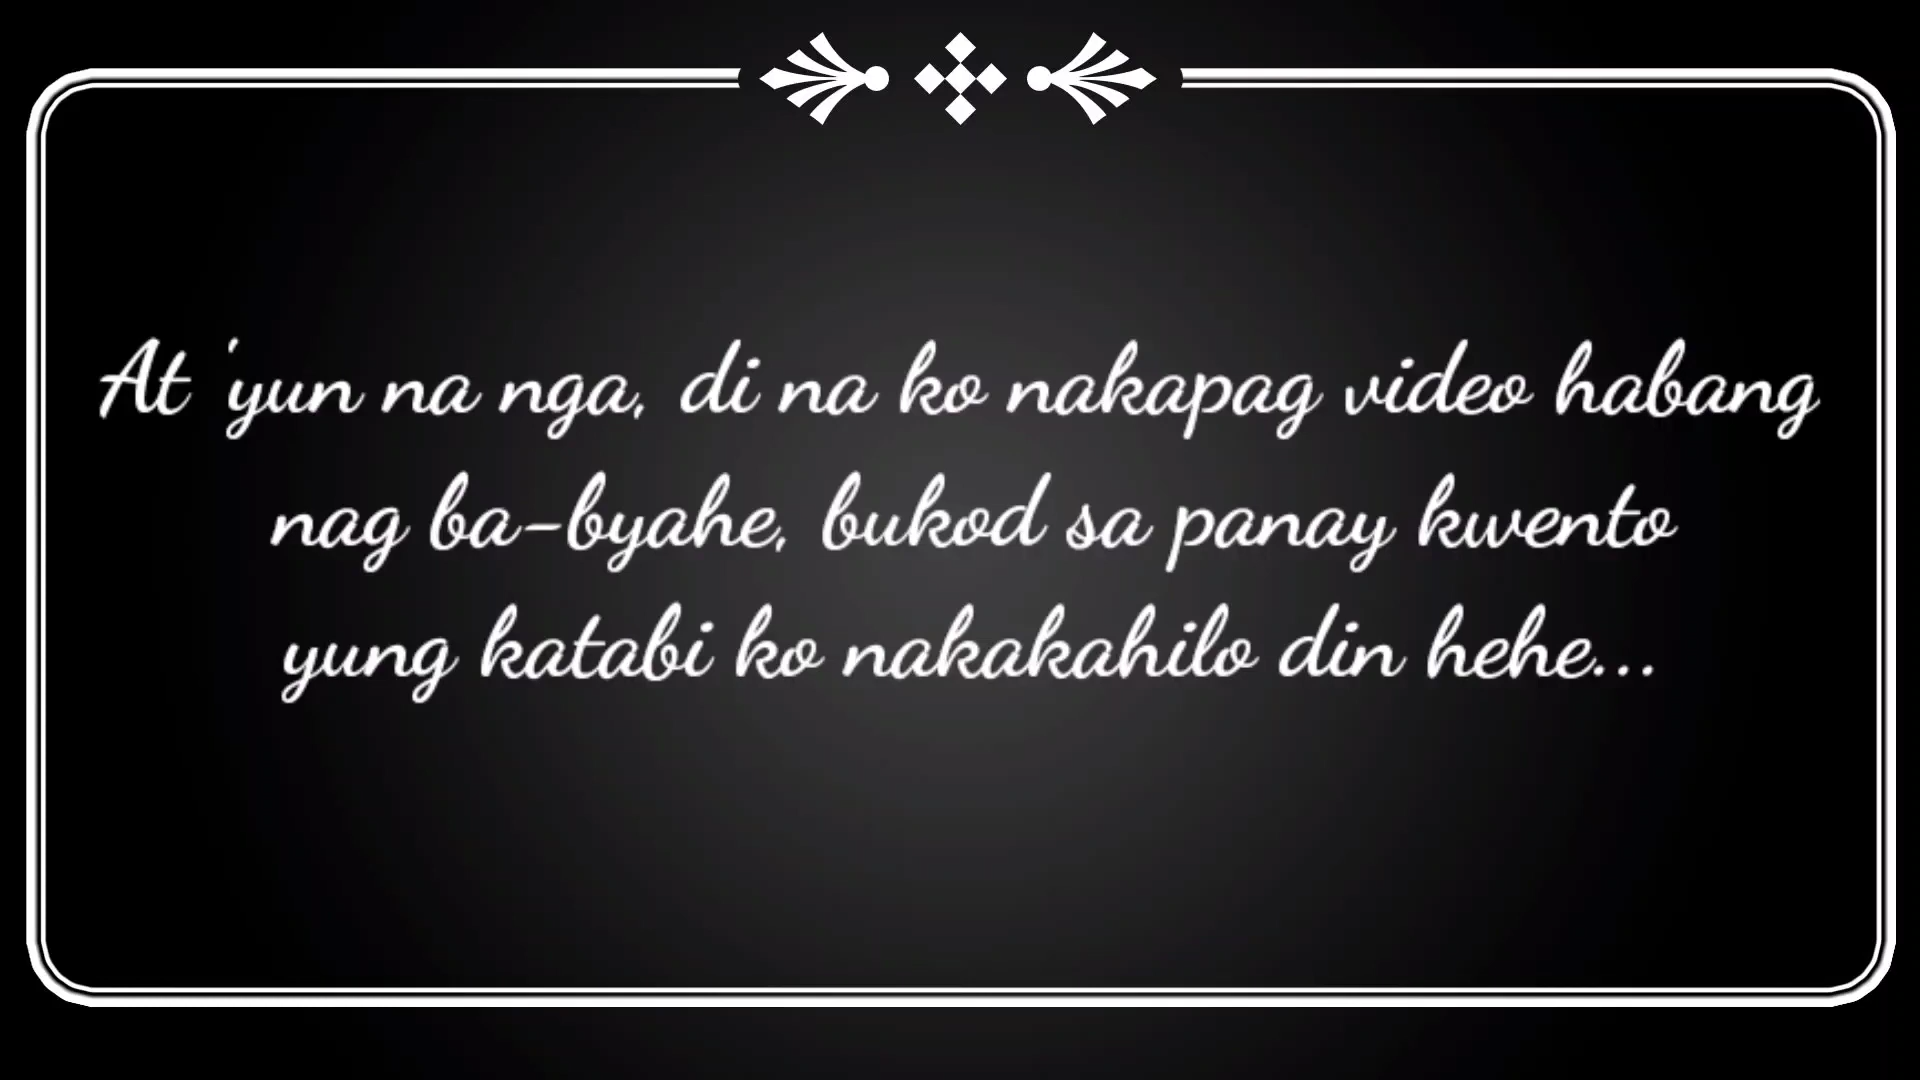 At 'yun na nga, di na ko nakapag video habang
nag ba-byahe, bukod sa panay kwento
yung katabi ko nakakahilo din hehe...